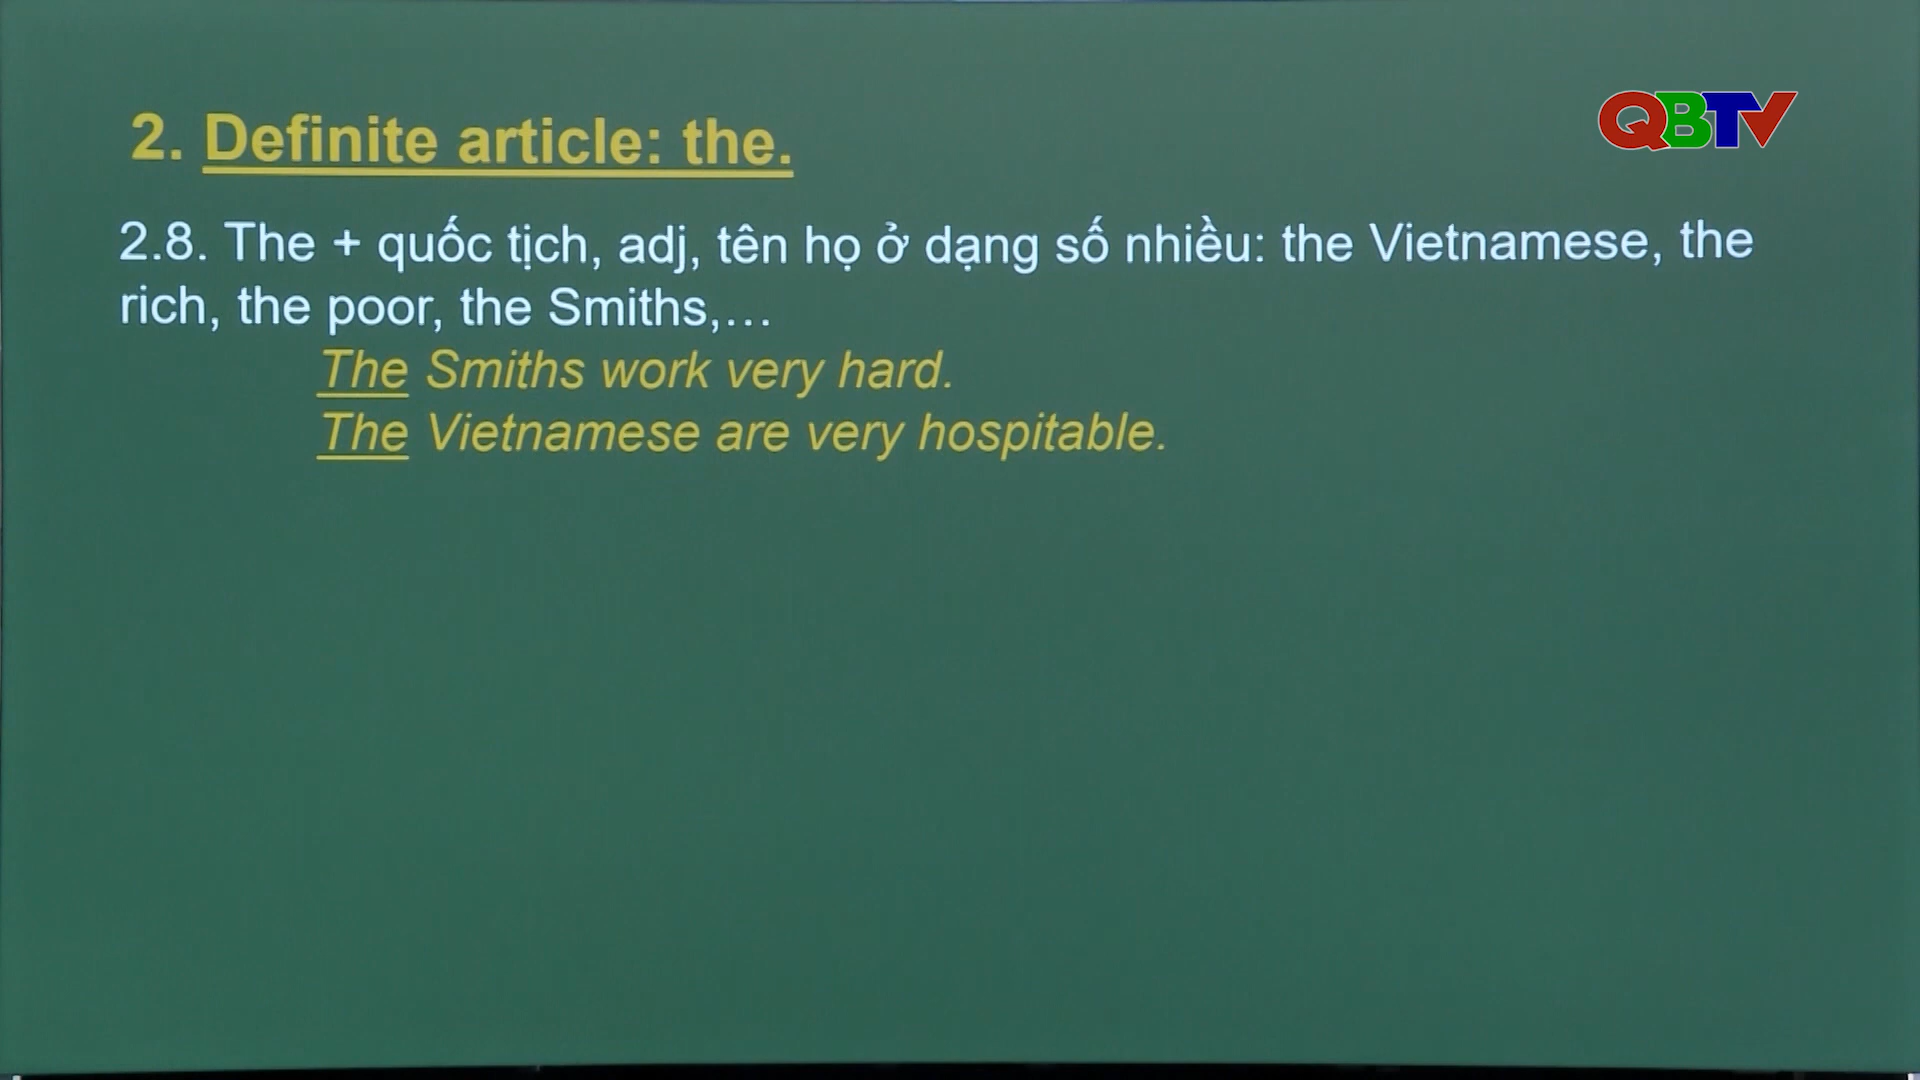 QBTV
2. Definite article: the.
2.8. The + quốc tịch, adj, tên họ ở dạng số nhiều: the Vietnamese, the
rich, the poor, the Smiths,…
The Smiths work very hard.
The Vietnamese are very hospitable.